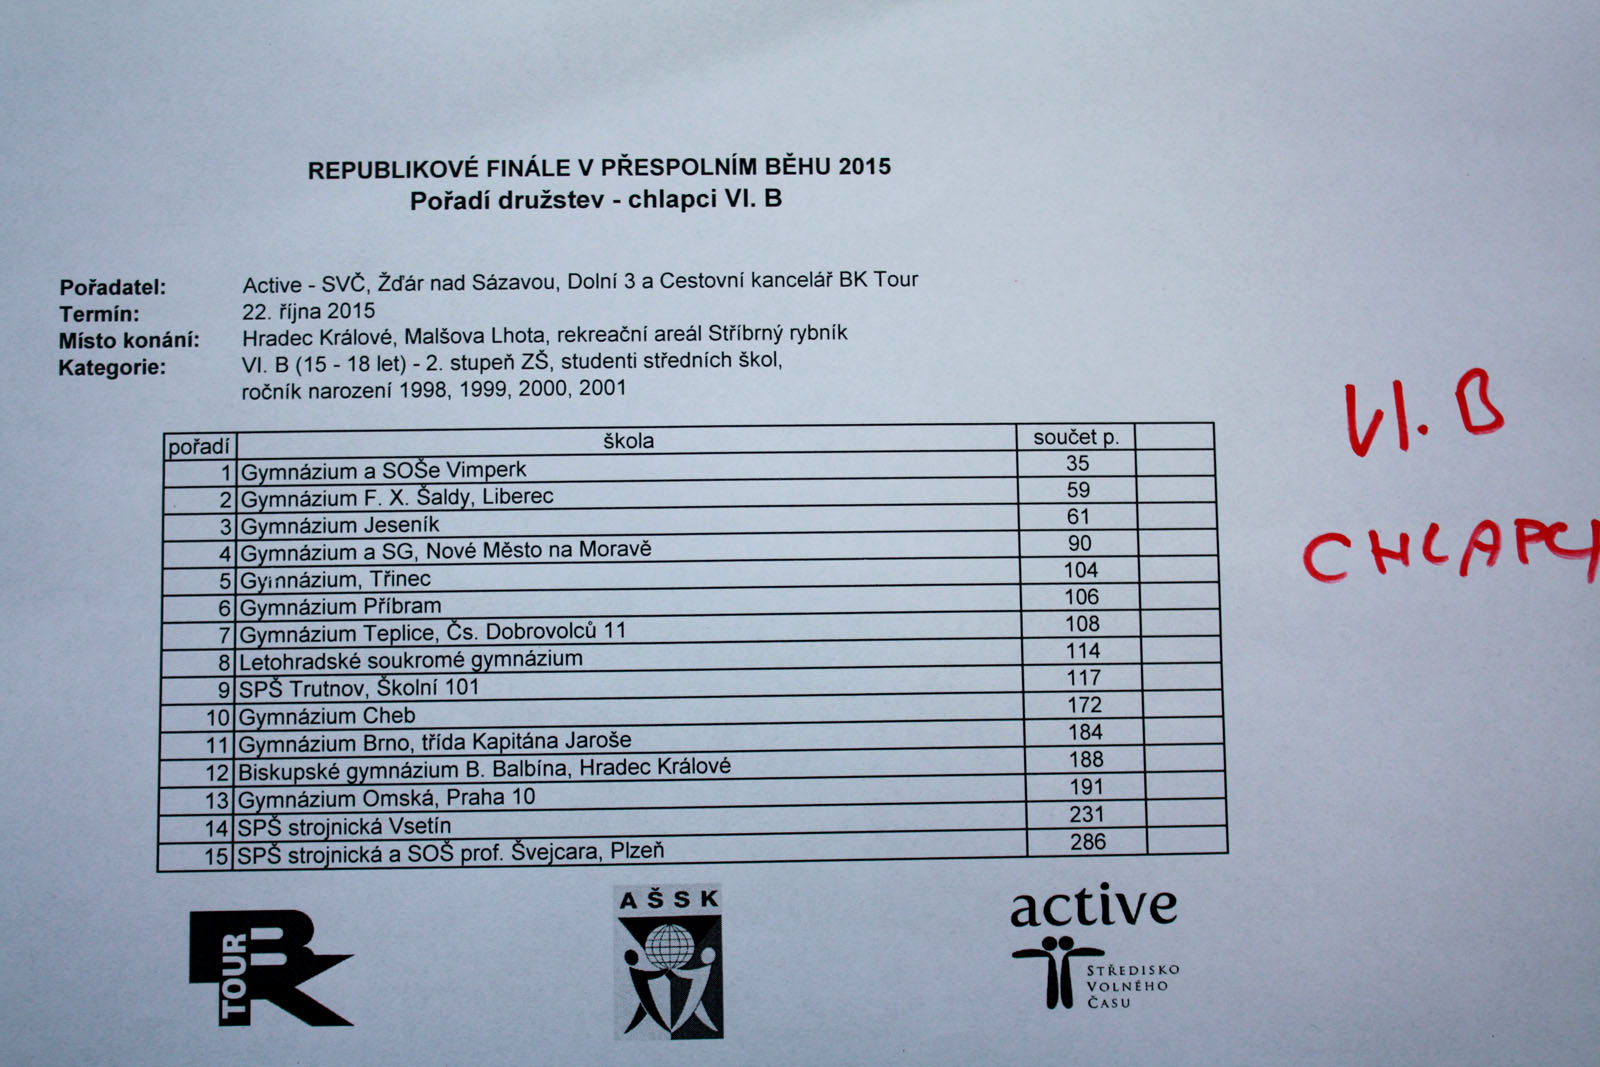 REPUBLIKOVÉ FINÁLE V PŘESPOLNÍM BĚHU 2015
Pořadí družstev - chlapci VI. B
Pořadatel: Active - SVČ, Žďár nad Sázavou, Dolní 3 a Cestovní kancelář BK Tour
Termín: 22. října 2015
Místo konání: Hradec Králové, Malšova Lhota, rekreační areál Stříbrný rybník
Kategorie: VI. B (15 - 18 let) - 2. stupeň ZŠ, studenti středních škol,
ročník narození 1998, 1999, 2000, 2001
VI. B
CHLAPCI
pořadí škola součet p.
1 Gymnázium a SOŠe Vimperk 35
2 Gymnázium F. X. Šaldy, Liberec 59
3 Gymnázium Jeseník 61
4 Gymnázium a SG, Nové Město na Moravě 90
5 Gymnázium, Třinec 104
6 Gymnázium Příbram 106
7 Gymnázium Teplice, Čs. Dobrovolců 11 108
8 Letohradské soukromé gymnázium 114
9 SPŠ Trutnov, Školní 101 117
10 Gymnázium Cheb 172
11 Gymnázium Brno, třída Kapitána Jaroše 184
12 Biskupské gymnázium B. Balbína, Hradec Králové 188
13 Gymnázium Omská, Praha 10 191
14 SPŠ strojnická Vsetín 231
15 SPŠ strojnická a SOŠ prof. Švejcara, Plzeň 286
BK TOUR
AŠSK
active
STŘEDISKO
VOLNÉHO
ČASU